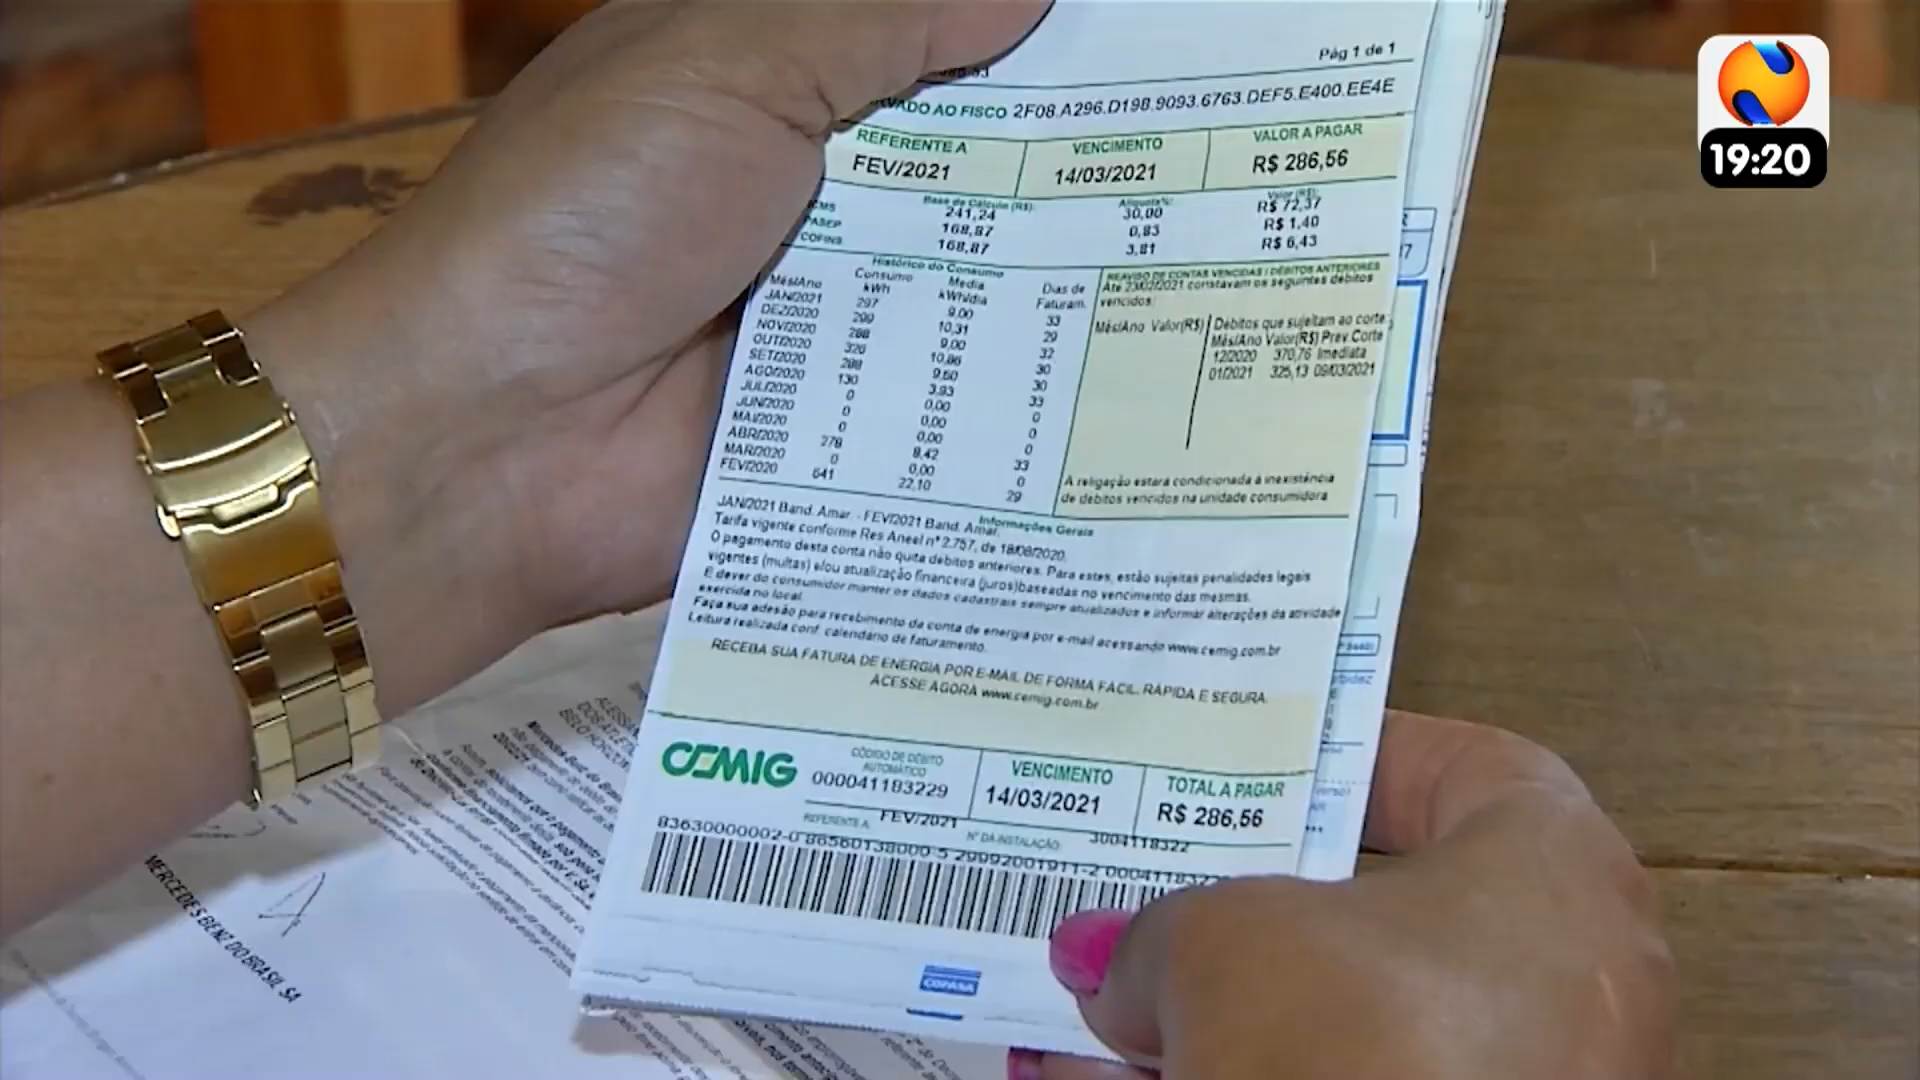 Pág 1 de 1
19:20
RVADO AO FISCO 2F08.A296.D198.9093.6763.DEF5.E400.EE4E
REFERENTE A VENCIMENTO VALOR A PAGAR
FEV/2021 14/03/2021 R$ 286,56
Base de Cálculo (R$) Alíquota% Valor (R$)
ICMS 241,24 30,00 R$ 72,37
PASEP 168,87 0,83 R$ 1,40
COFINS 168,87 3,81 R$ 6,43
Histórico do Consumo
Mês/Ano Consumo kWh Media kWh/dia Dias de Faturam.
JAN/2021 297 9,00 33
DEZ/2020 299 10,31 29
NOV/2020 288 9,00 32
OUT/2020 326 10,86 30
SET/2020 288 9,60 30
AGO/2020 130 3,93 33
JUL/2020 0 0,00 0
JUN/2020 0 0,00 0
MAI/2020 0 0,00 0
ABR/2020 278 8,42 33
MAR/2020 0 0,00 0
FEV/2020 641 22,10 29
REAVISO DE CONTAS VENCIDAS / DÉBITOS ANTERIORES
Até 23/02/2021 constavam os seguintes debitos
vencidos:
Mês/Ano Valor(R$) Débitos que sujeitam ao corte
Mês/Ano Valor(R$) Prev Corte
12/2020 370,76 Imediata
01/2021 325,13 09/03/2021
A religação estará condicionada à inexistência
de débitos vencidos na unidade consumidora
Informações Gerais
JAN/2021 Band. Amar. - FEV/2021 Band. Amar.
Tarifa vigente conforme Res Aneel nº 2.757, de 18/08/2020.
O pagamento desta conta não quita débitos anteriores. Para estes, estão sujeitas penalidades legais
vigentes (multas) e/ou atualização financeira (juros)baseadas no vencimento das mesmas.
É dever do consumidor manter os dados cadastrais sempre atualizados e informar alterações da atividade
exercida no local.
Faça sua adesão para recebimento da conta de energia por e-mail acessando www.cemig.com.br
Leitura realizada conf. calendário de faturamento.
RECEBA SUA FATURA DE ENERGIA POR E-MAIL DE FORMA FÁCIL, RÁPIDA E SEGURA.
ACESSE AGORA www.cemig.com.br
CEMIG
CÓDIGO DE DÉBITO AUTOMÁTICO VENCIMENTO TOTAL A PAGAR
000041183229 14/03/2021 R$ 286,56
REFERENTE A: FEV/2021 Nº DA INSTALAÇÃO: 3004118322
83630000002-0 86560138000-5 29992001911-2
COPASA
MERCEDES BENZ DO BRASIL SA